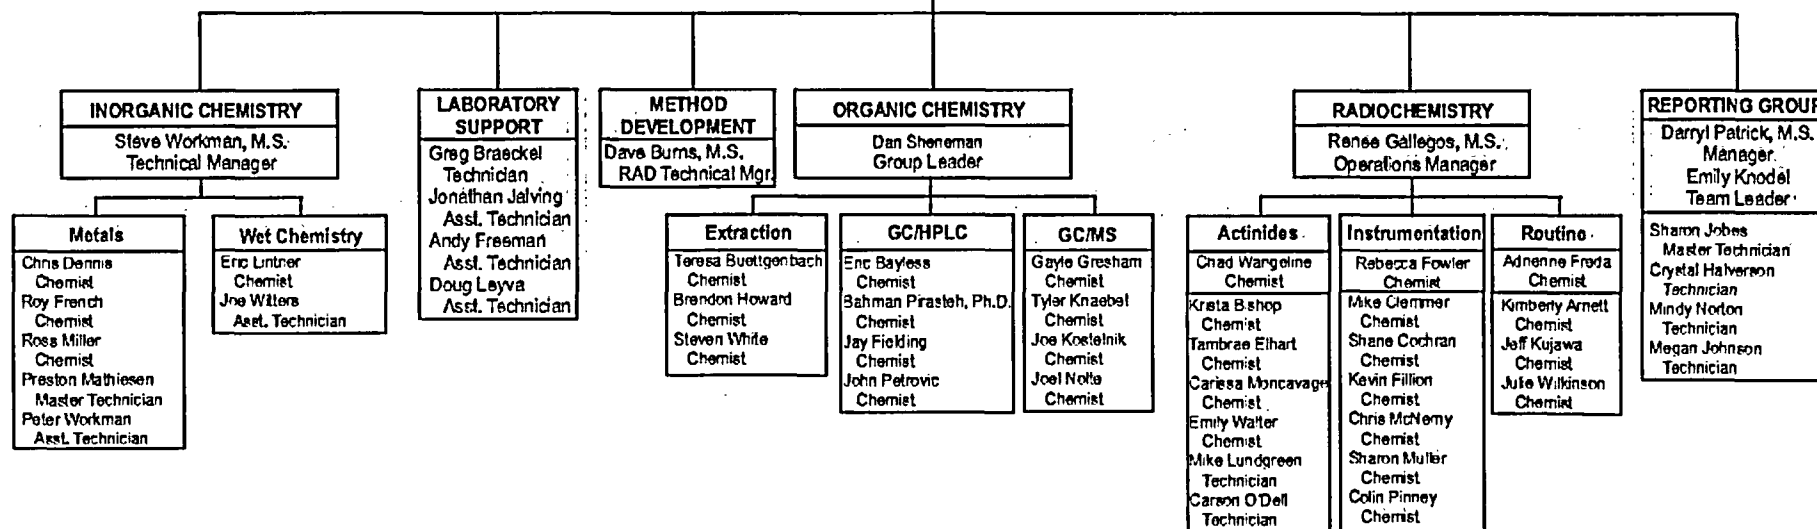 INORGANIC CHEMISTRY
Steve Workman, M.S.
Technical Manager
Metals
Chris Dennis
Chemist
Roy French
Chemist
Ross Miller
Chemist
Preston Mathiesen
Master Technician
Peter Workman
Asst. Technician
Wet Chemistry
Eric Lintner
Chemist
Joe Willers
Asst. Technician
LABORATORY
SUPPORT
Greg Braeckel
Technician
Jonathan Jalving
Asst. Technician
Andy Freeman
Asst. Technician
Doug Leyva
Asst. Technician
METHOD
DEVELOPMENT
Dave Burns, M.S.
RAD Technical Mgr.
ORGANIC CHEMISTRY
Dan Sheneman
Group Leader
Extraction
Teresa Buettgenbach
Chemist
Brendon Howard
Chemist
Steven White
Chemist
GC/HPLC
Eric Bayless
Chemist
Bahman Pirasteh, Ph.D.
Chemist
Jay Fielding
Chemist
John Petrovic
Chemist
GC/MS
Gayle Gresham
Chemist
Tyler Knaebel
Chemist
Joe Kostelnik
Chemist
Joel Nolte
Chemist
RADIOCHEMISTRY
Renee Gallegos, M.S.
Operations Manager
Actinides
Chad Wangeline
Chemist
Krista Bishop
Chemist
Tambrae Elhart
Chemist
Carissa Moncavage
Chemist
Emily Walter
Chemist
Mike Lundgreen
Technician
Carson O'Dell
Technician
Instrumentation
Rebecca Fowler
Chemist
Mike Clemmer
Chemist
Shane Cochran
Chemist
Kevin Fillion
Chemist
Chris McNerny
Chemist
Sharon Muller
Chemist
Colin Pinney
Chemist
Routine
Adrienne Freda
Chemist
Kimberly Arnett
Chemist
Jeff Kujawa
Chemist
Julie Wilkinson
Chemist
REPORTING GROUP
Darryl Patrick, M.S.
Manager
Emily Knodel
Team Leader
Sharon Jobes
Master Technician
Crystal Halverson
Technician
Mindy Norton
Technician
Megan Johnson
Technician